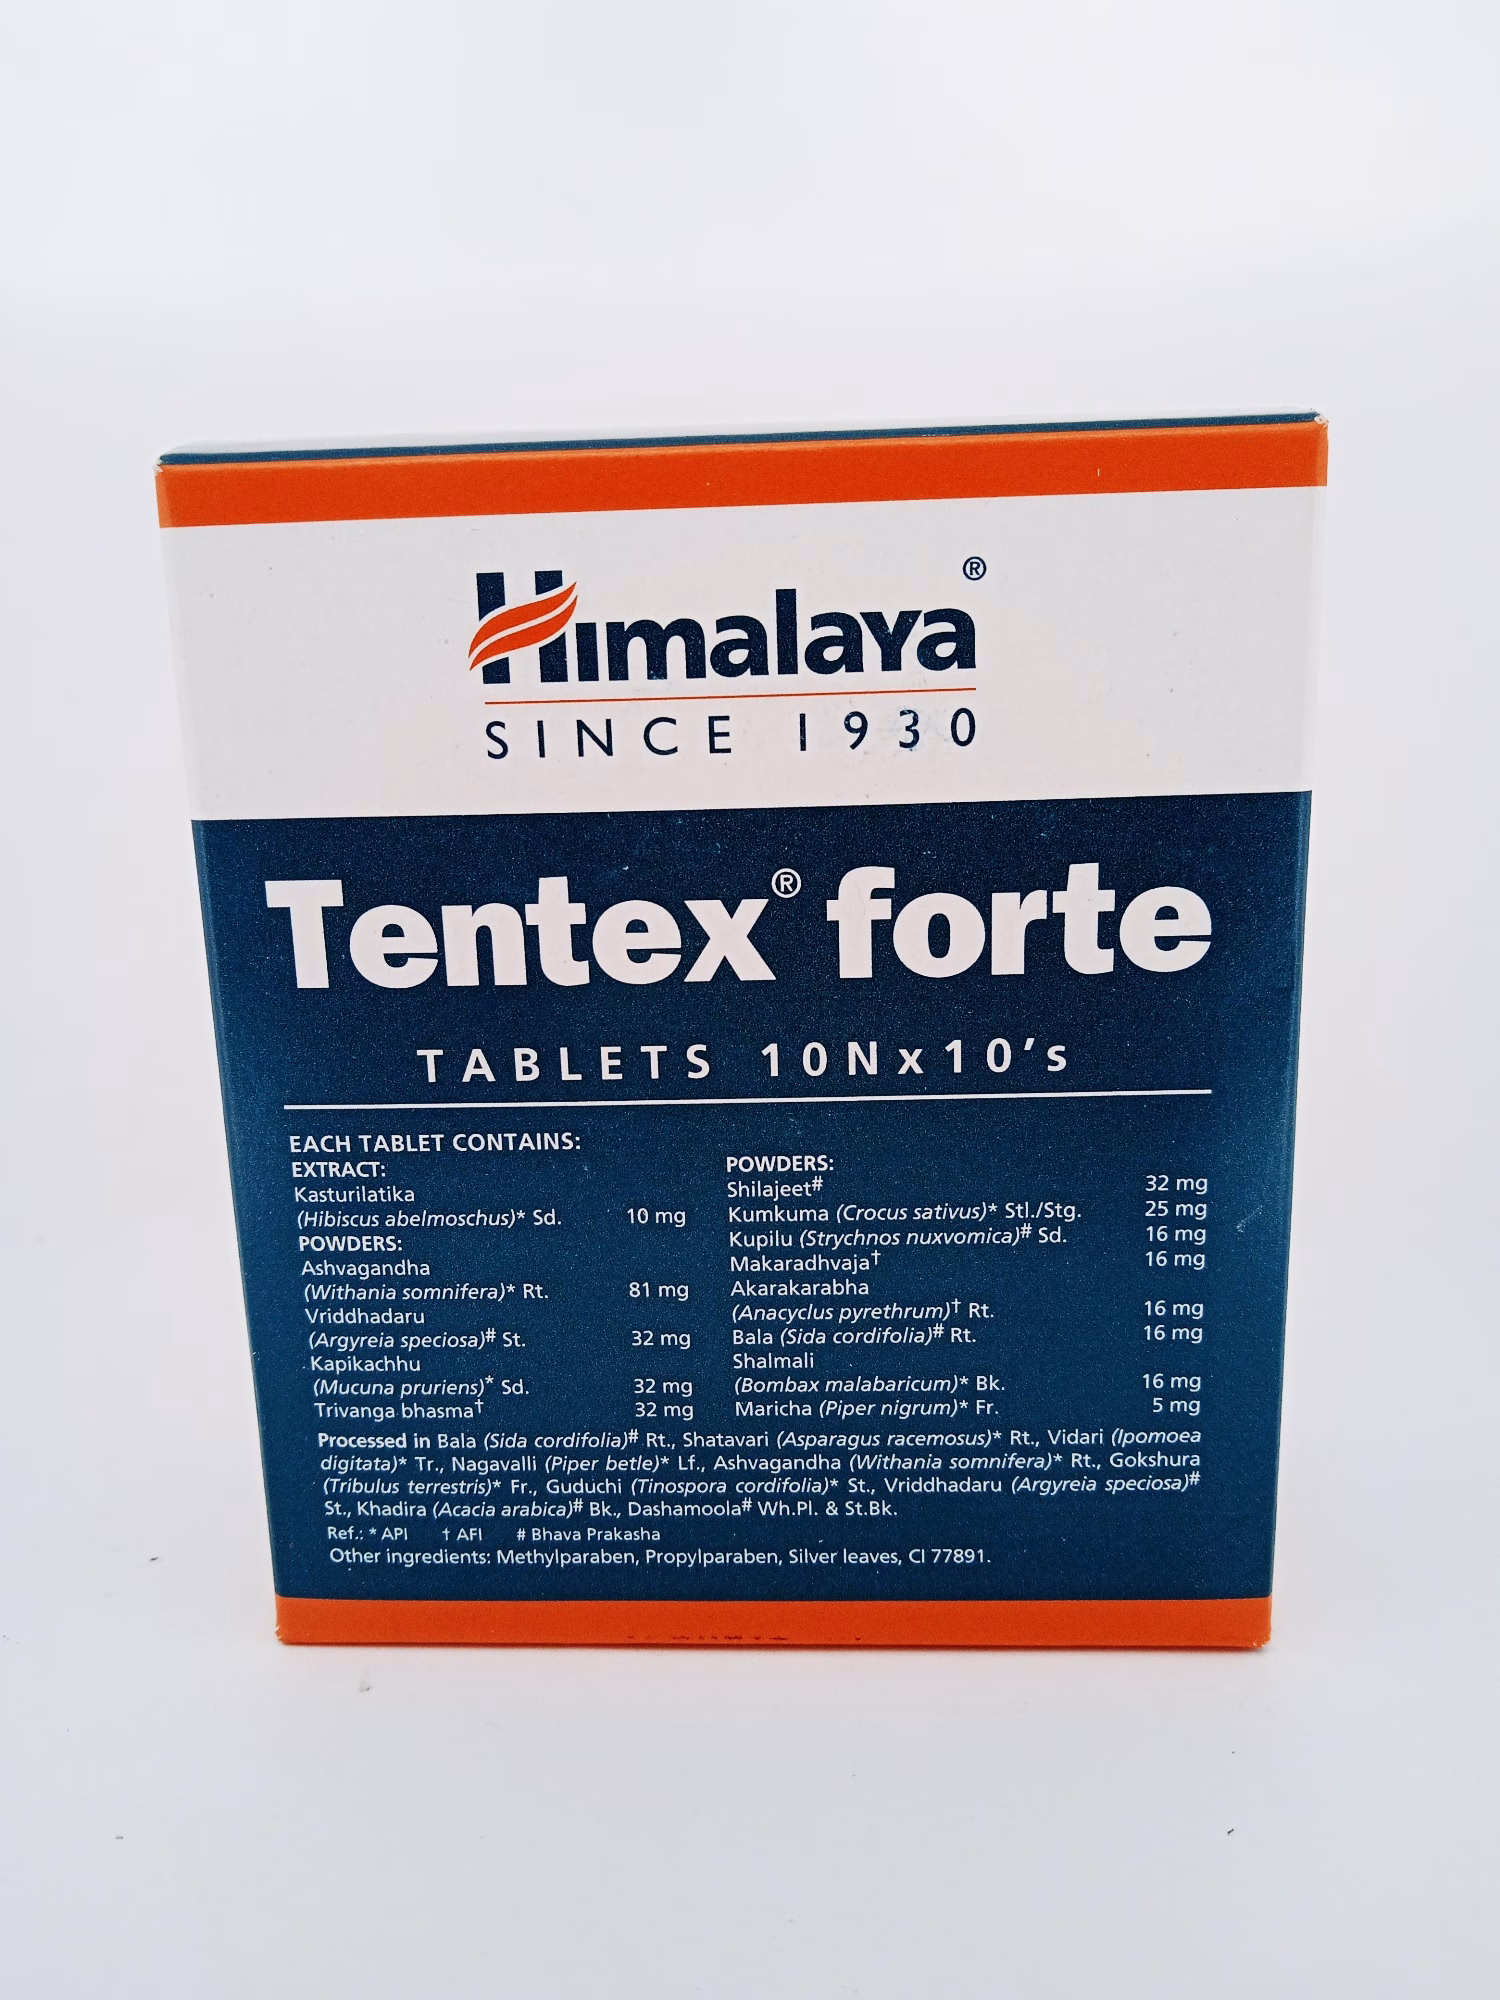 Himalaya®
SINCE 1930
Tentex® forte
TABLETS 10Nx10's
EACH TABLET CONTAINS:
EXTRACT:
Kasturilatika
(Hibiscus abelmoschus)* Sd. 10 mg
POWDERS:
Ashvagandha
(Withania somnifera)* Rt. 81 mg
Vriddhadaru
(Argyreia speciosa)# St. 32 mg
Kapikachhu
(Mucuna pruriens)* Sd. 32 mg
Trivanga bhasma† 32 mg
POWDERS:
Shilajeet# 32 mg
Kumkuma (Crocus sativus)* Stl./Stg. 25 mg
Kupilu (Strychnos nuxvomica)# Sd. 16 mg
Makaradhvaja† 16 mg
Akarakarabha
(Anacyclus pyrethrum)† Rt. 16 mg
Bala (Sida cordifolia)# Rt. 16 mg
Shalmali
(Bombax malabaricum)* Bk. 16 mg
Maricha (Piper nigrum)* Fr. 5 mg
Processed in Bala (Sida cordifolia)# Rt., Shatavari (Asparagus racemosus)* Rt., Vidari (Ipomoea
digitata)* Tr., Nagavalli (Piper betle)* Lf., Ashvagandha (Withania somnifera)* Rt., Gokshura
(Tribulus terrestris)* Fr., Guduchi (Tinospora cordifolia)* St., Vriddhadaru (Argyreia speciosa)#
St., Khadira (Acacia arabica)# Bk., Dashamoola# Wh.Pl. & St.Bk.
Ref.: * API † AFI # Bhava Prakasha
Other ingredients: Methylparaben, Propylparaben, Silver leaves, CI 77891.